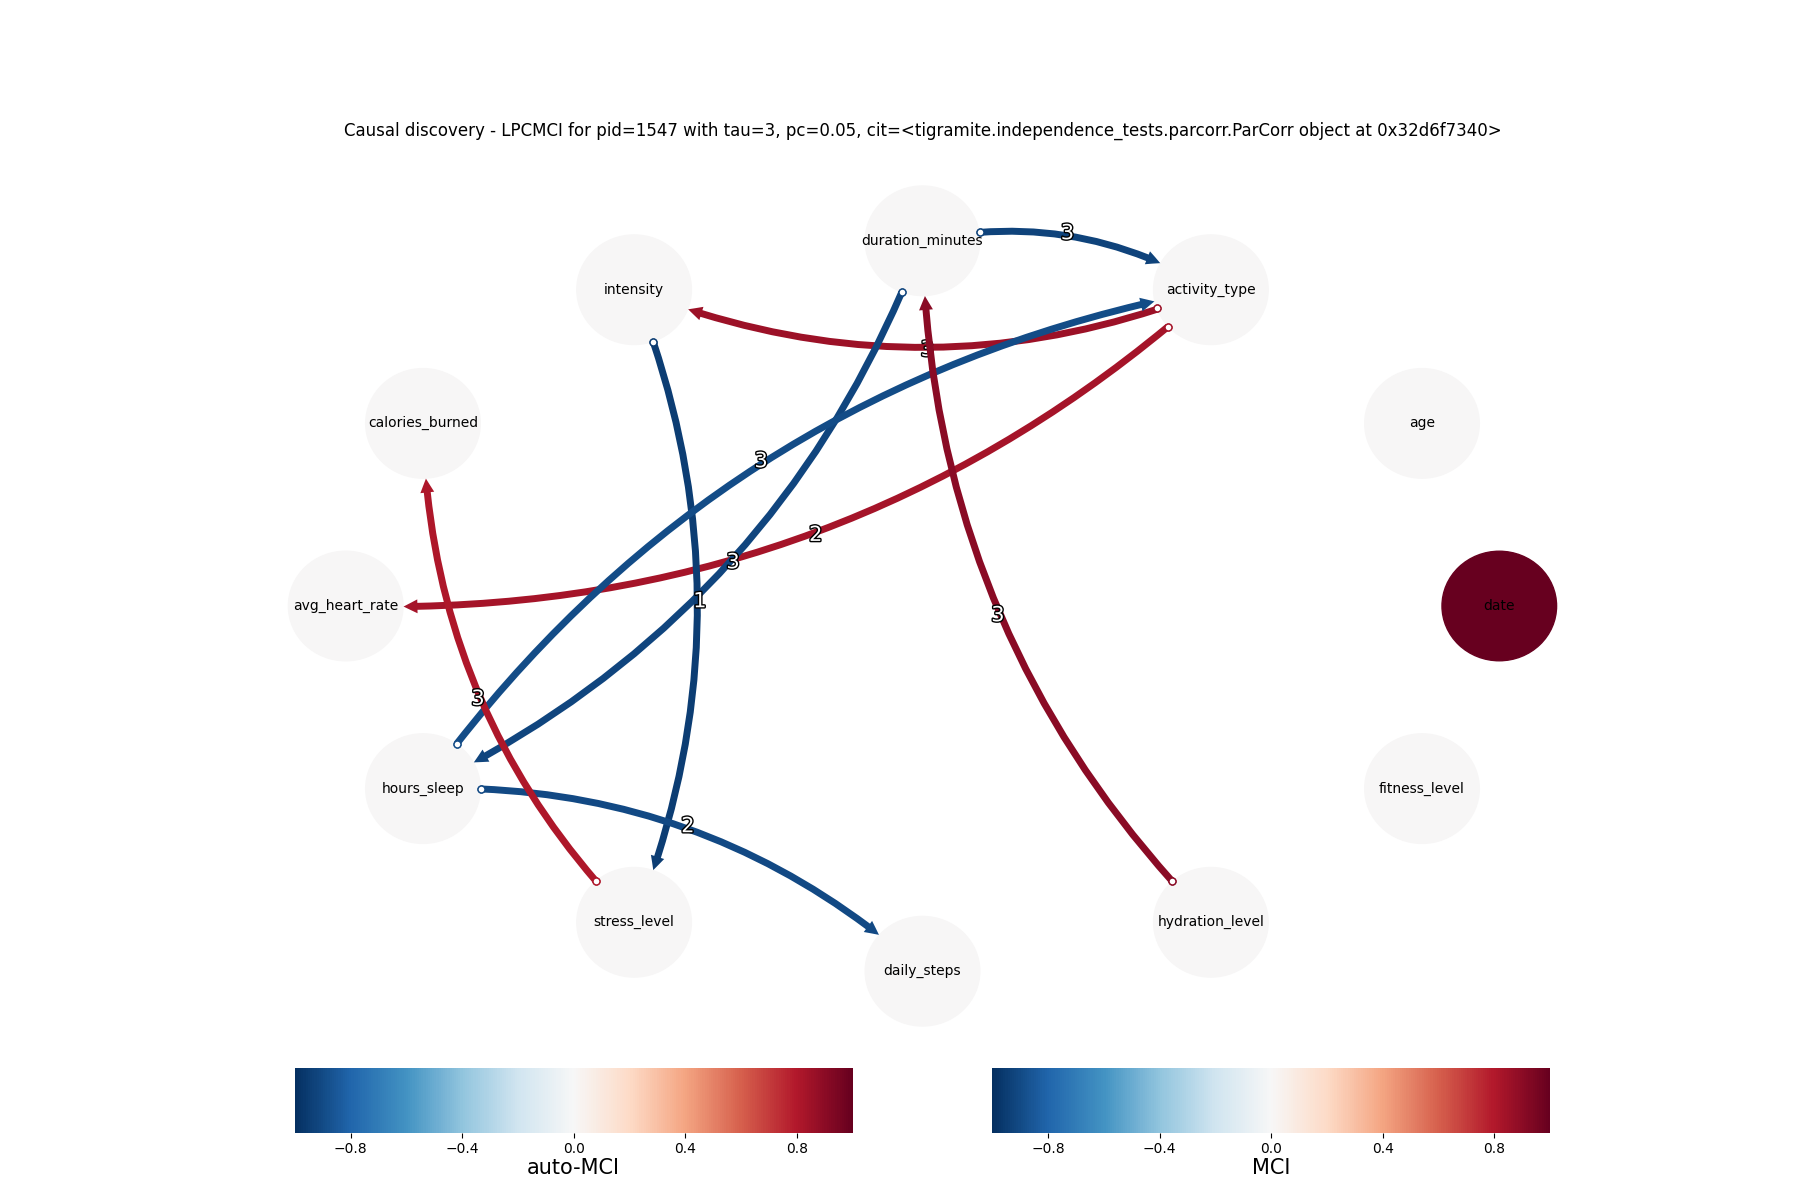 Causal discovery - LPCMCI for pid=1547 with tau=3, pc=0.05, cit=<tigramite.independence_tests.parcorr.ParCorr object at 0x32d6f7340>
duration_minutes
3
intensity
activity_type
calories_burned
age
3
2
3
1
avg_heart_rate
date
3
3
hours_sleep
fitness_level
2
stress_level
hydration_level
daily_steps
−0.8 −0.4 0.0 0.4 0.8
auto-MCI
−0.8 −0.4 0.0 0.4 0.8
MCI